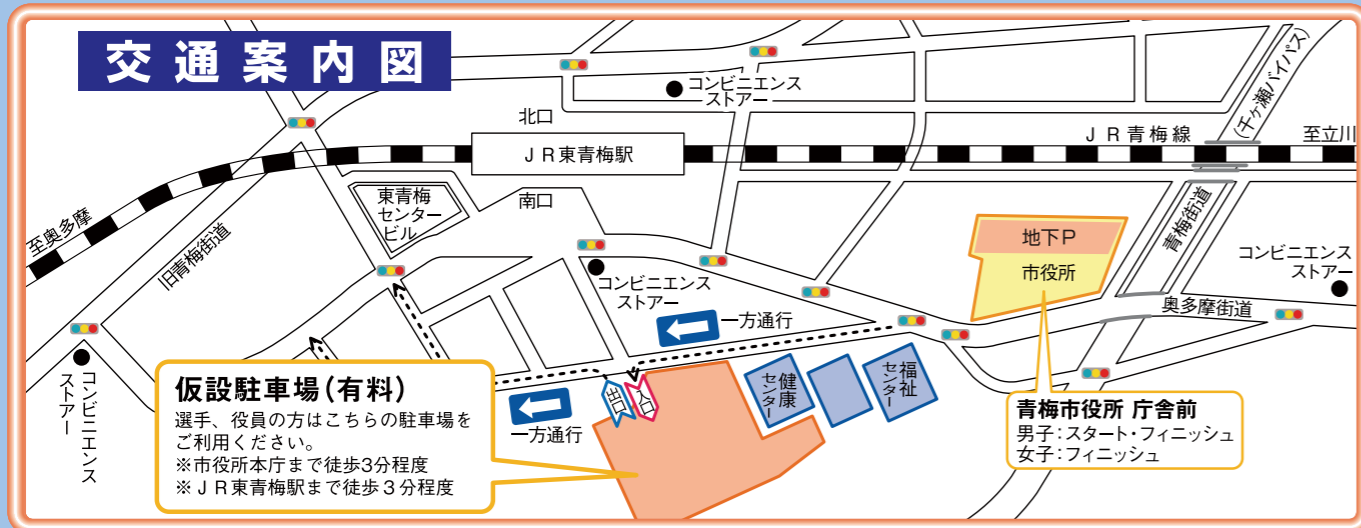 交通案内図
コンビニエンス
ストアー
(千ヶ瀬バイパス)
北口
JR東青梅駅
JR青梅線
至立川
東青梅
センター
ビル
南口
至奥多摩
旧青梅街道
青梅街道
地下P
市役所
コンビニエンス
ストアー
コンビニエンス
ストアー
一方通行
奥多摩街道
コンビニエンス
ストアー
仮設駐車場(有料)
選手、役員の方はこちらの駐車場を
ご利用ください。
※市役所本庁まで徒歩3分程度
※JR東青梅駅まで徒歩3分程度
出口
入口
一方通行
健康
センター
福祉
センター
青梅市役所 庁舎前
男子:スタート・フィニッシュ
女子:フィニッシュ